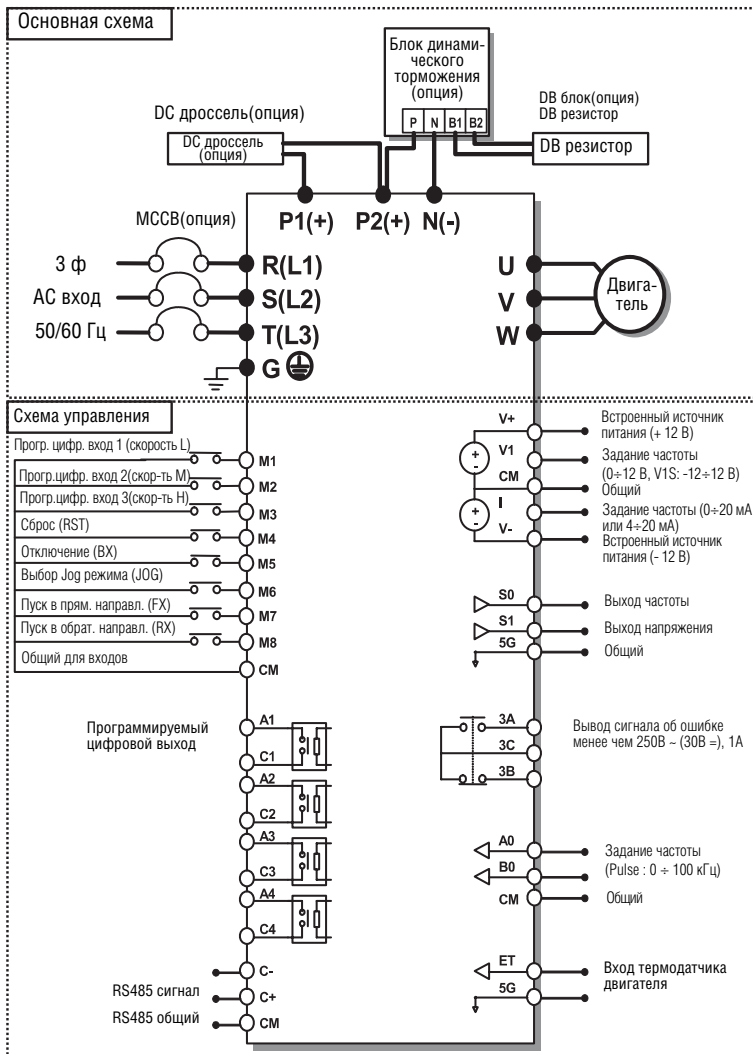 Основная схема
Блок динами-
ческого
торможения
(опция)
P N B1 B2
DC дроссель(опция)
DC дроссель
(опция)
DB блок(опция)
DB резистор
DB резистор
P1(+) P2(+) N(-)
MCCB(опция)
3 ф
АС вход
50/60 Гц
R(L1)
S(L2)
T(L3)
G
U
V
W
Двига-
тель
Схема управления
Прогр. цифр. вход 1 (скорость L)
M1
Прогр.цифр. вход 2(скор-ть M)
M2
Прогр.цифр. вход 3(скор-ть H)
M3
Сброс (RST)
M4
Отключение (BX)
M5
Выбор Jog режима (JOG)
M6
Пуск в прям. направл. (FX)
M7
Пуск в обрат. направл. (RX)
M8
Общий для входов
CM
V+
Встроенный источник
питания (+ 12 В)
V1
Задание частоты
(0÷12 В, V1S: -12÷12 В)
CM
Общий
I
Задание частоты (0÷20 мА
или 4÷20 мА)
V-
Встроенный источник
питания (- 12 В)
+
-
+
-
S0
Выход частоты
S1
Выход напряжения
5G
Общий
Программируемый
цифровой выход
A1
C1
A2
C2
A3
C3
A4
C4
3A
3C
3B
Вывод сигнала об ошибке
менее чем 250В ~ (30В =), 1А
A0
B0
CM
Задание частоты
(Pulse : 0 ÷ 100 кГц)
Общий
RS485 сигнал
RS485 общий
C-
C+
CM
ET
5G
Вход термодатчика
двигателя